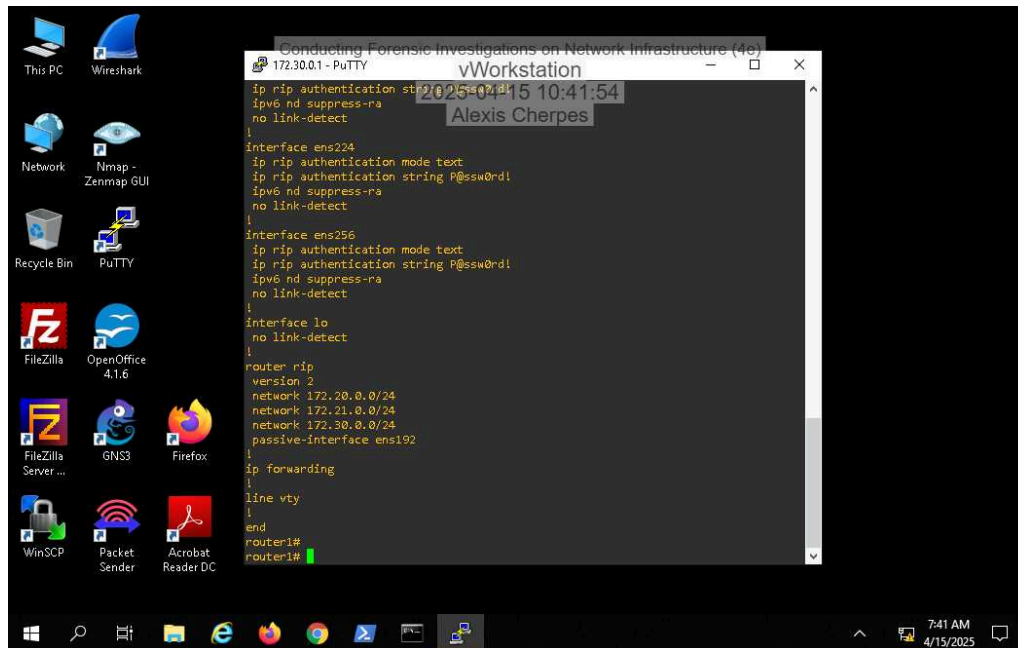 This PC
Wireshark
Network
Nmap -
Zenmap GUI
Recycle Bin
PuTTY
FileZilla
OpenOffice
4.1.6
FileZilla
Server ...
GNS3
Firefox
WinSCP
Packet
Sender
Acrobat
Reader DC
Conducting Forensic Investigations on Network Infrastructure (4e)
vWorkstation
2025-04-15 10:41:54
Alexis Cherpes
172.30.0.1 - PuTTY
ip rip authentication string P@ssw0rd!
ipv6 nd suppress-ra
no link-detect
!
interface ens224
ip rip authentication mode text
ip rip authentication string P@ssw0rd!
ipv6 nd suppress-ra
no link-detect
!
interface ens256
ip rip authentication mode text
ip rip authentication string P@ssw0rd!
ipv6 nd suppress-ra
no link-detect
!
interface lo
no link-detect
!
router rip
version 2
network 172.20.0.0/24
network 172.21.0.0/24
network 172.30.0.0/24
passive-interface ens192
!
ip forwarding
!
line vty
!
end
router1#
router1#
7:41 AM
4/15/2025